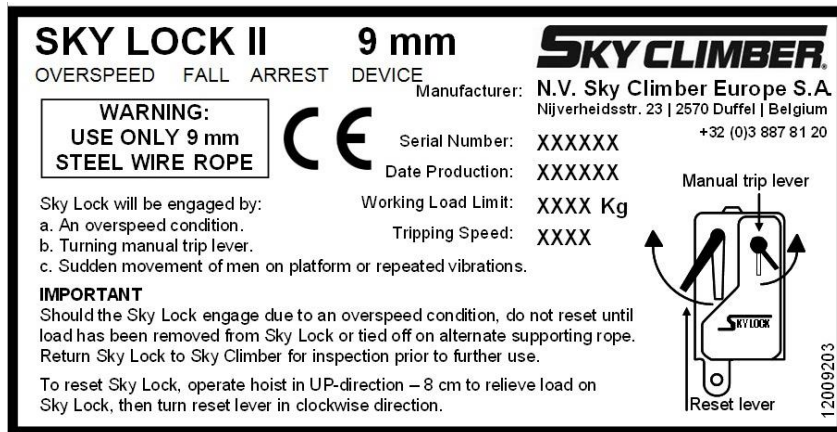 SKY LOCK II 9 mm
OVERSPEED FALL ARREST DEVICE
WARNING:
USE ONLY 9 mm
STEEL WIRE ROPE
CE
SKY CLIMBER®
Manufacturer: N.V. Sky Climber Europe S.A.
Nijverheidsstr. 23 | 2570 Duffel | Belgium
+32 (0)3 887 81 20
Serial Number: XXXXXX
Date Production: XXXXXX
Working Load Limit: XXXX Kg
Tripping Speed: XXXX
Sky Lock will be engaged by:
a. An overspeed condition.
b. Turning manual trip lever.
c. Sudden movement of men on platform or repeated vibrations.
IMPORTANT
Should the Sky Lock engage due to an overspeed condition, do not reset until
load has been removed from Sky Lock or tied off on alternate supporting rope.
Return Sky Lock to Sky Climber for inspection prior to further use.
To reset Sky Lock, operate hoist in UP-direction – 8 cm to relieve load on
Sky Lock, then turn reset lever in clockwise direction.
Manual trip lever
SKY LOCK
Reset lever
12009203